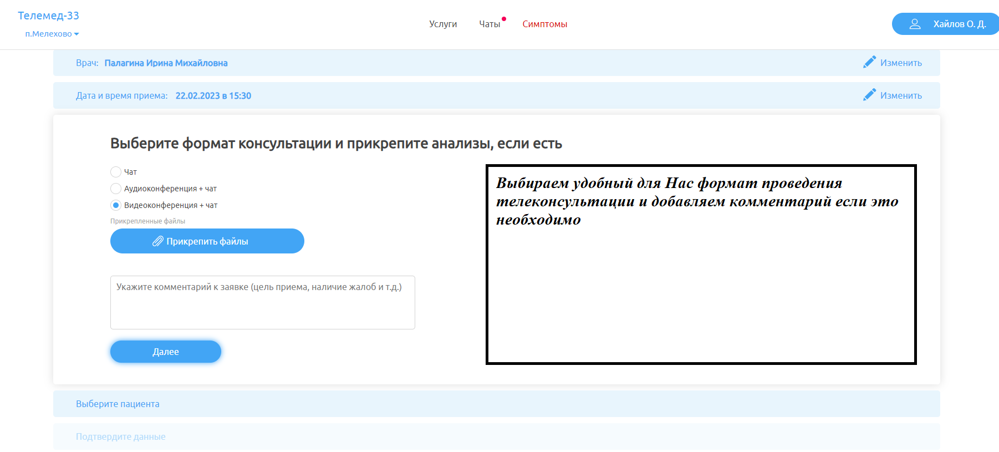 Телемед-33
п.Мелехово
Услуги
Чаты
Симптомы
Хайлов О. Д.
Врач: Палагина Ирина Михайловна
Изменить
Дата и время приема: 22.02.2023 в 15:30
Изменить
Выберите формат консультации и прикрепите анализы, если есть
Чат
Аудиоконференция + чат
Видеоконференция + чат
Прикрепленные файлы
Прикрепить файлы
Укажите комментарий к заявке (цель приема, наличие жалоб и т.д.)
Далее
Выбираем удобный для Нас формат проведения
телеконсультации и добавляем комментарий если это
необходимо
Выберите пациента
Подтвердите данные